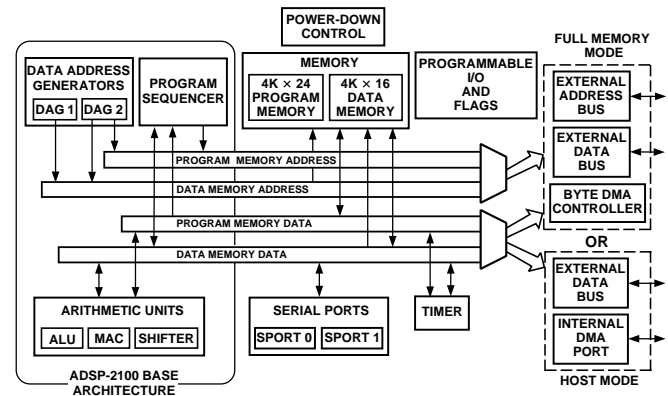 POWER-DOWN
CONTROL
FULL MEMORY
MODE
DATA ADDRESS
GENERATORS
DAG 1
DAG 2
PROGRAM
SEQUENCER
MEMORY
4K × 24
PROGRAM
MEMORY
4K × 16
DATA
MEMORY
PROGRAMMABLE
I/O
AND
FLAGS
EXTERNAL
ADDRESS
BUS
EXTERNAL
DATA
BUS
BYTE DMA
CONTROLLER
PROGRAM MEMORY ADDRESS
DATA MEMORY ADDRESS
PROGRAM MEMORY DATA
DATA MEMORY DATA
OR
EXTERNAL
DATA
BUS
INTERNAL
DMA
PORT
HOST MODE
ARITHMETIC UNITS
ALU
MAC
SHIFTER
SERIAL PORTS
SPORT 0
SPORT 1
TIMER
ADSP-2100 BASE
ARCHITECTURE